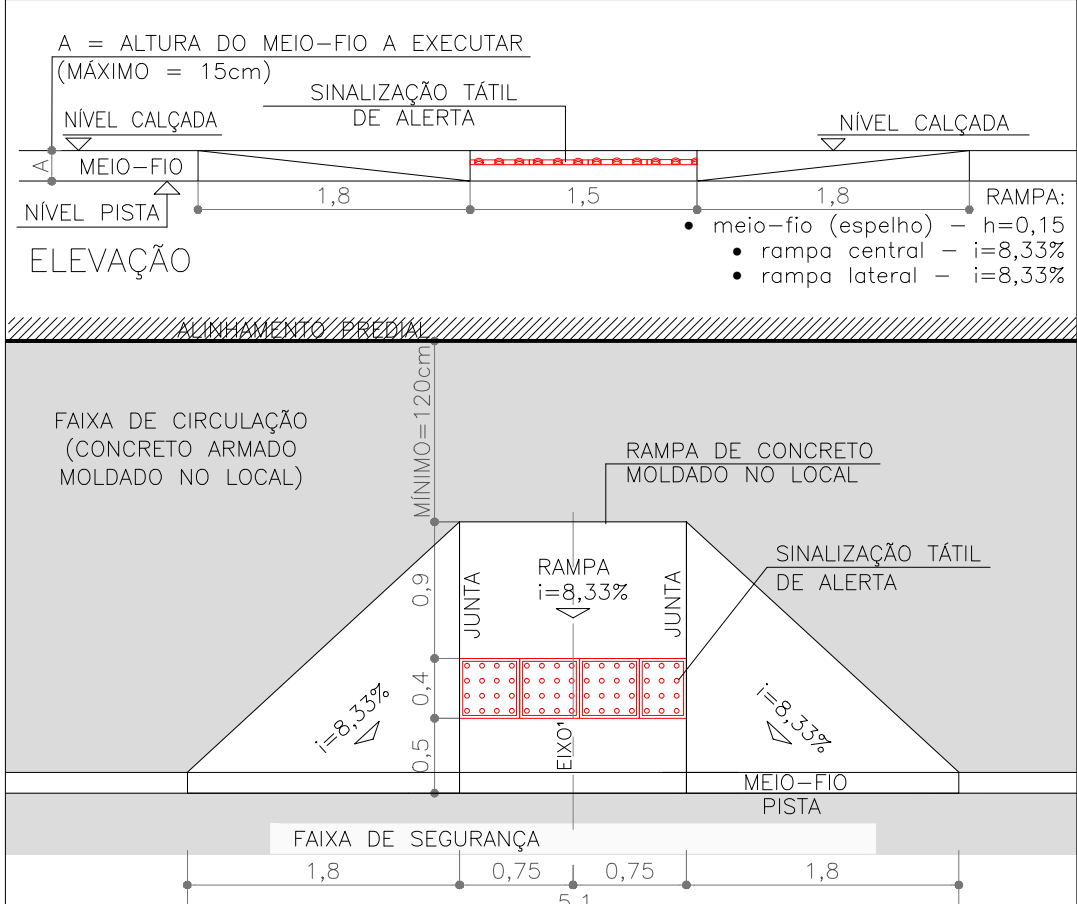 A = ALTURA DO MEIO-FIO A EXECUTAR
(MÁXIMO = 15cm)
SINALIZAÇÃO TÁTIL
DE ALERTA
NÍVEL CALÇADA
NÍVEL CALÇADA
A
MEIO-FIO
1,8
1,5
1,8
NÍVEL PISTA
ELEVAÇÃO
RAMPA:
• meio-fio (espelho) - h=0,15
• rampa central - i=8,33%
• rampa lateral - i=8,33%
ALINHAMENTO PREDIAL
MÍNIMO=120cm
FAIXA DE CIRCULAÇÃO
(CONCRETO ARMADO
MOLDADO NO LOCAL)
RAMPA DE CONCRETO
MOLDADO NO LOCAL
SINALIZAÇÃO TÁTIL
DE ALERTA
RAMPA
i=8,33%
JUNTA
JUNTA
0,9
0,4
0,5
i=8,33%
i=8,33%
EIXO¹
MEIO-FIO
PISTA
FAIXA DE SEGURANÇA
1,8
0,75
0,75
1,8
5,1